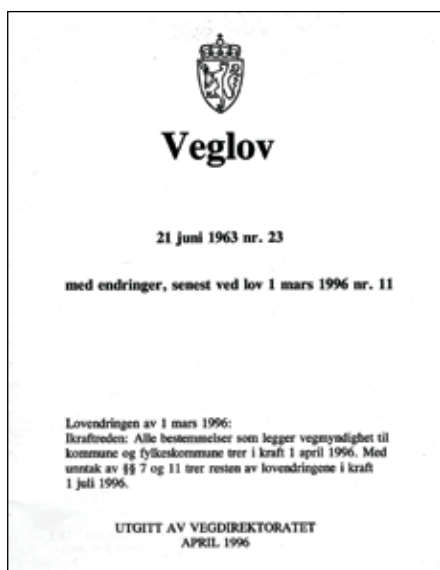 Veglov
21 juni 1963 nr. 23
med endringer, senest ved lov 1 mars 1996 nr. 11
Lovendringen av 1 mars 1996:
Ikraftreden: Alle bestemmelser som legger vegmyndighet til
kommune og fylkeskommune trer i kraft 1 april 1996. Med
unntak av §§ 7 og 11 trer resten av lovendringene i kraft
1 juli 1996.
UTGITT AV VEGDIREKTORATET
APRIL 1996